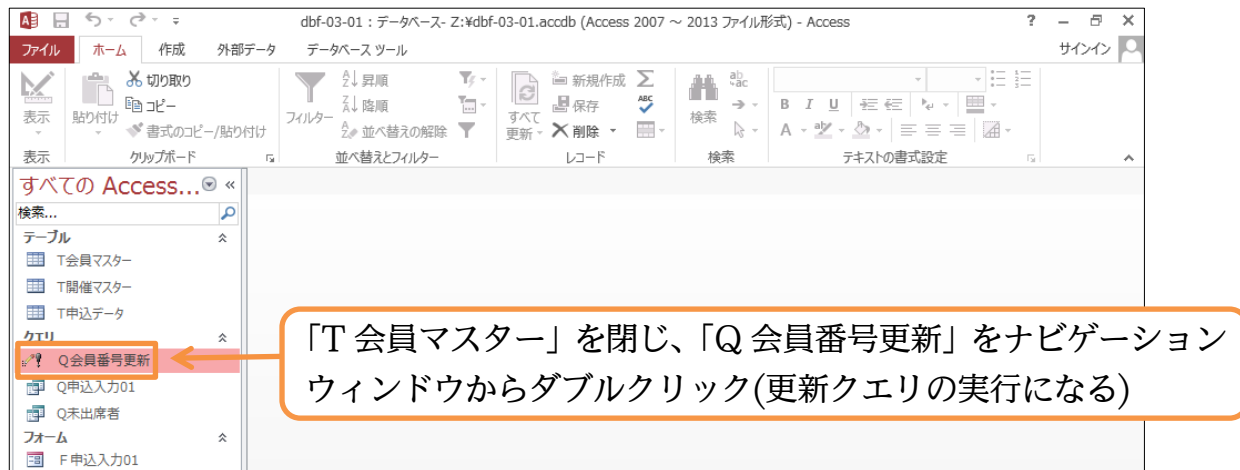 dbf-03-01 : データベース- Z:¥dbf-03-01.accdb (Access 2007 ～ 2013 ファイル形式) - Access
ファイル ホーム 作成 外部データ データベース ツール サインイン
表示 貼り付け 切り取り コピー 書式のコピー/貼り付け
フィルター 昇順 降順 並べ替えの解除
すべて更新 新規作成 保存 削除 検索
B I U A
表示 クリップボード 並べ替えとフィルター レコード 検索 テキストの書式設定
すべての Access...
検索...
テーブル
T会員マスター
T開催マスター
T申込データ
クエリ
Q会員番号更新
Q申込入力01
Q未出席者
フォーム
F申込入力01
「T 会員マスター」を閉じ、「Q 会員番号更新」をナビゲーション
ウィンドウからダブルクリック(更新クエリの実行になる)